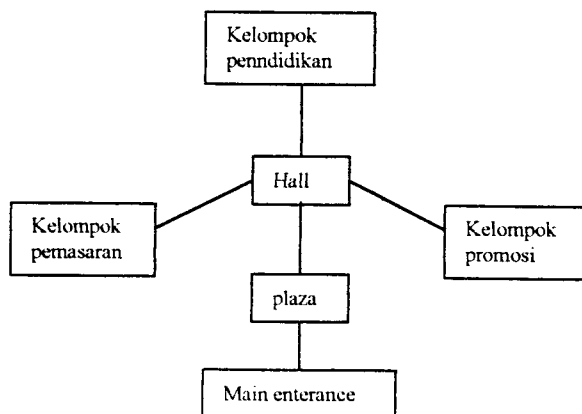 Kelompok
penndidikan
Hall
Kelompok
pemasaran
Kelompok
promosi
plaza
Main enterance